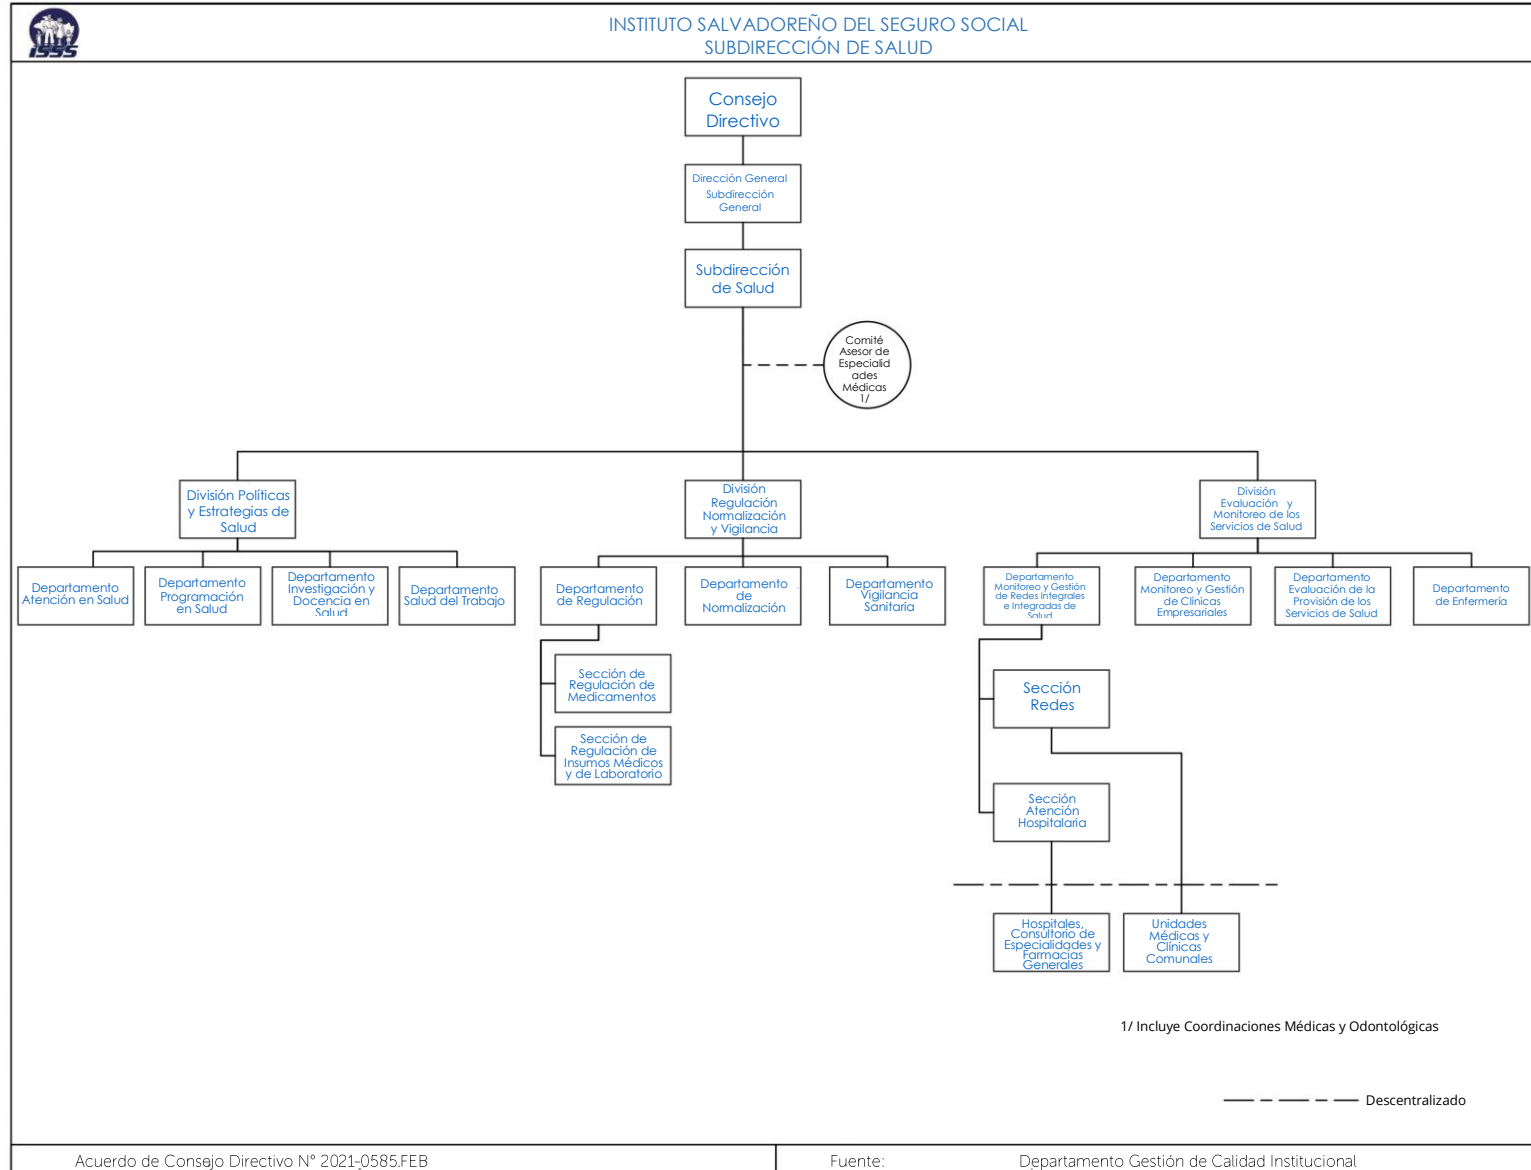 ISSS
INSTITUTO SALVADOREÑO DEL SEGURO SOCIAL
SUBDIRECCIÓN DE SALUD
Consejo
Directivo
Dirección General
Subdirección
General
Subdirección
de Salud
Comité
Asesor de
Especialid
ades
Médicas
1/
División Políticas
y Estrategias de
Salud
División
Regulación
Normalización
y Vigilancia
División
Evaluación y
Monitoreo de los
Servicios de Salud
Departamento
Atención en Salud
Departamento
Programación
en Salud
Departamento
Investigación y
Docencia en
Salud
Departamento
Salud del Trabajo
Departamento
de Regulación
Departamento
de
Normalización
Departamento
Vigilancia
Sanitaria
Departamento
Monitoreo y Gestión
de Redes Integrales
e Integradas de
Salud
Departamento
Monitoreo y Gestión
de Clínicas
Empresariales
Departamento
Evaluación de la
Provisión de los
Servicios de Salud
Departamento
de Enfermería
Sección de
Regulación de
Medicamentos
Sección de
Regulación de
Insumos Médicos
y de Laboratorio
Sección
Redes
Sección
Atención
Hospitalaria
Hospitales,
Consultorio de
Especialidades y
Farmacias
Generales
Unidades
Médicas y
Clínicas
Comunales
1/ Incluye Coordinaciones Médicas y Odontológicas
Descentralizado
Acuerdo de Consejo Directivo N° 2021-0585.FEB
Fuente: Departamento Gestión de Calidad Institucional